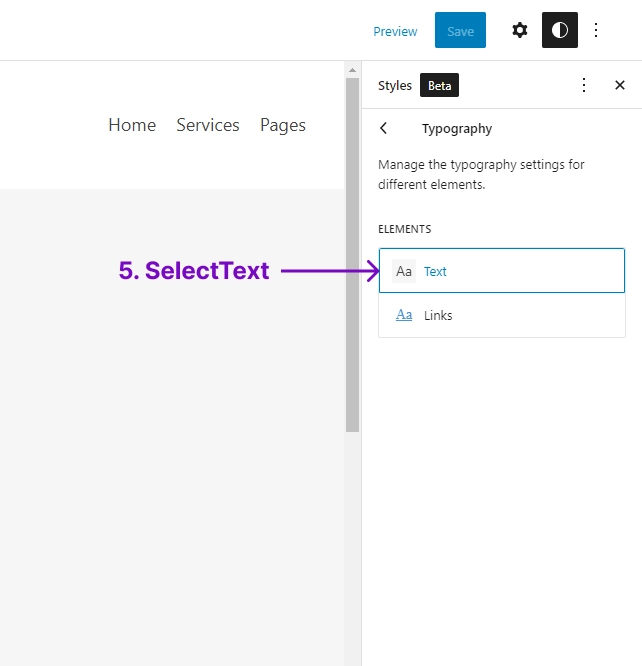 Preview Save
Styles Beta
Home Services Pages
Typography
Manage the typography settings for
different elements.
ELEMENTS
5. SelectText
Aa Text
Aa Links